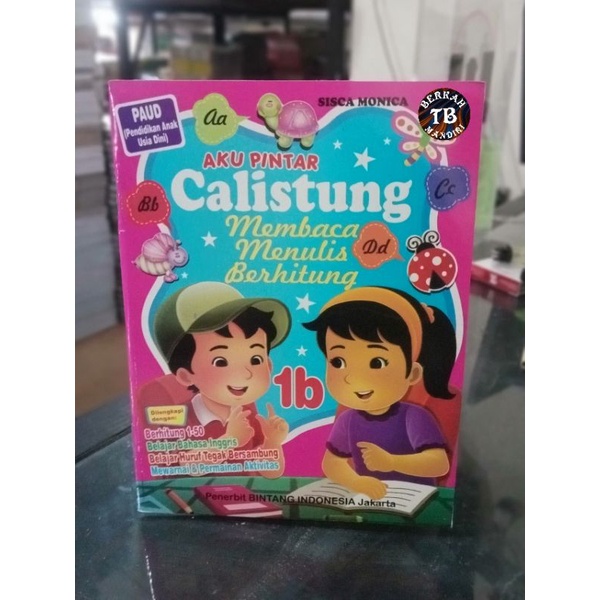 PAUD
(Pendidikan Anak
Usia Dini)
Aa
SISCA MONICA
BERKAH
TB
MANDIRI
AKU PINTAR
Calistung
Cc
Bb
Membaca
Menulis
Berhitung
Dd
1b
Dilengkapi
dengan:
Berhitung 1-50
Belajar Bahasa Inggris
Belajar Huruf Tegak Bersambung
Mewarnai & Permainan Aktivitas
Penerbit BINTANG INDONESIA Jakarta